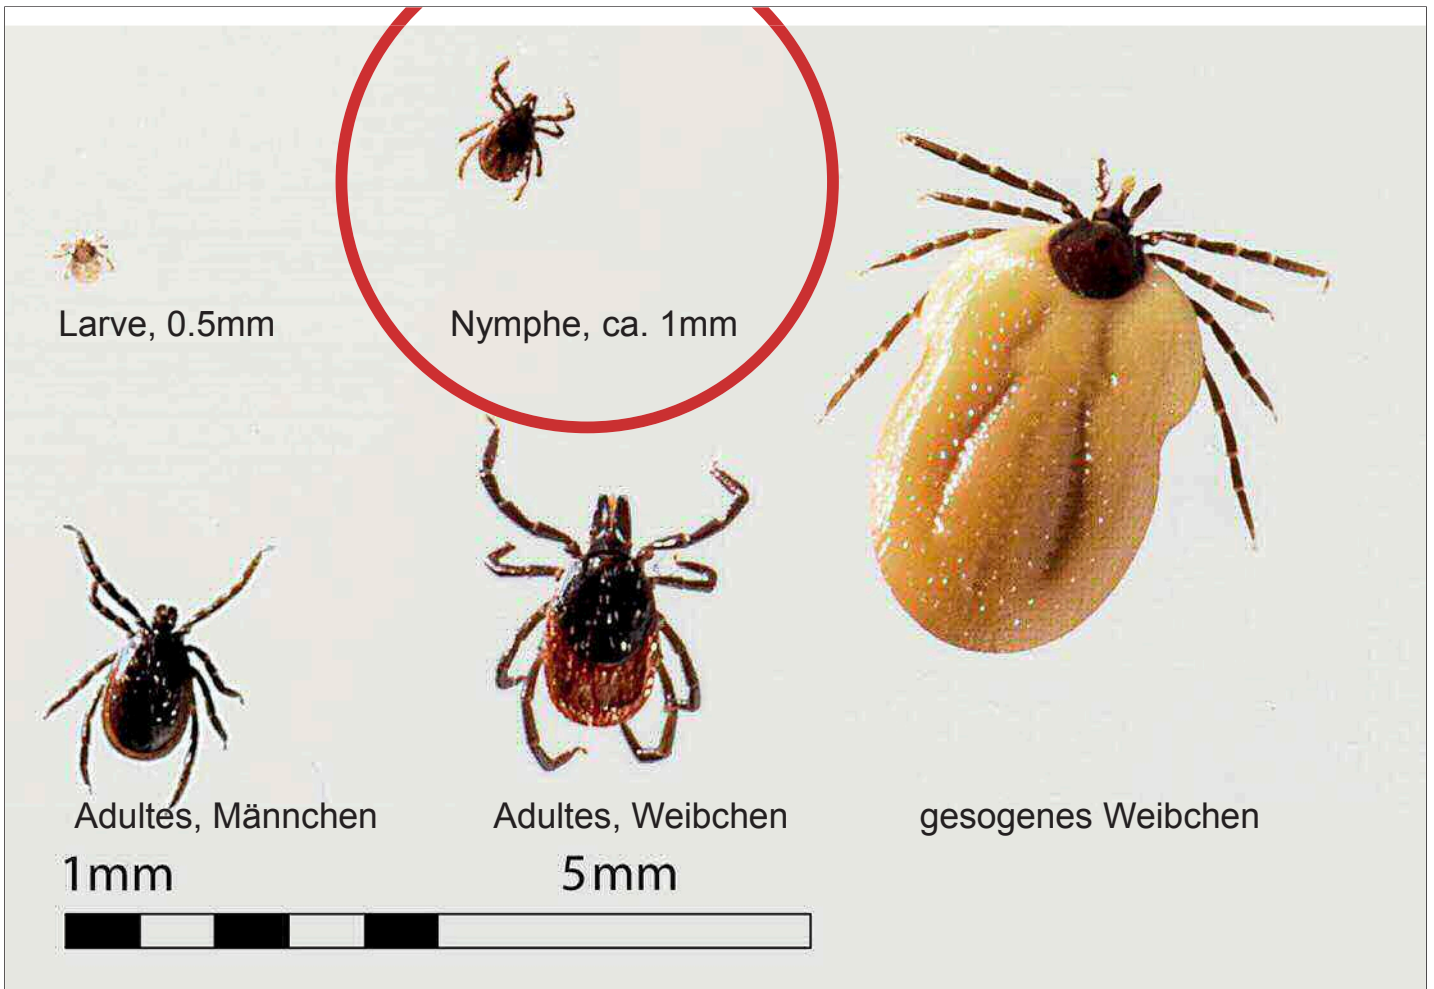 Larve, 0.5mm
Nymphe, ca. 1mm
Adultes, Männchen
Adultes, Weibchen
gesogenes Weibchen
1mm
5mm